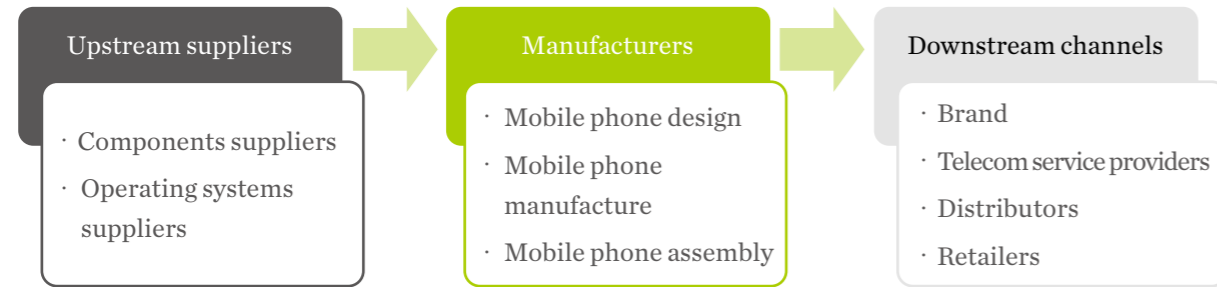 Upstream suppliers
· Components suppliers
· Operating systems
suppliers
Manufacturers
· Mobile phone design
· Mobile phone
manufacture
· Mobile phone assembly
Downstream channels
· Brand
· Telecom service providers
· Distributors
· Retailers